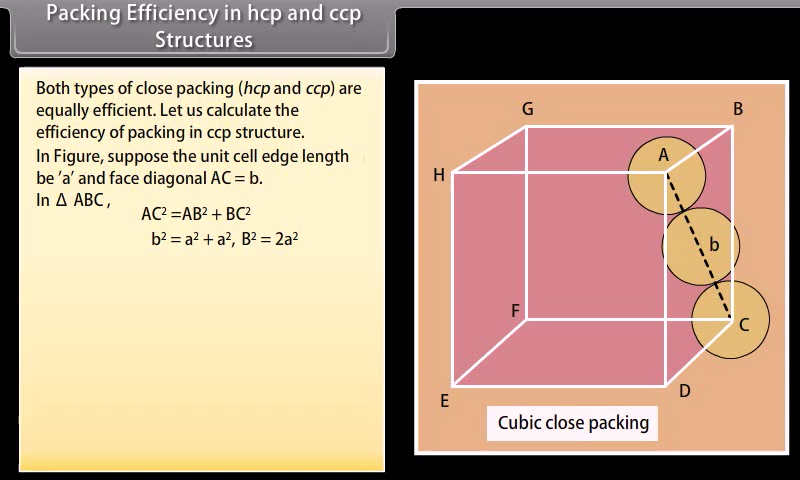 Packing Efficiency in hcp and ccp
Structures
Both types of close packing (hcp and ccp) are
equally efficient. Let us calculate the
efficiency of packing in ccp structure.
In Figure, suppose the unit cell edge length
be ‘a’ and face diagonal AC = b.
In Δ ABC ,
AC² =AB² + BC²
b² = a² + a², B² = 2a²
G
B
A
H
b
F
C
E
D
Cubic close packing